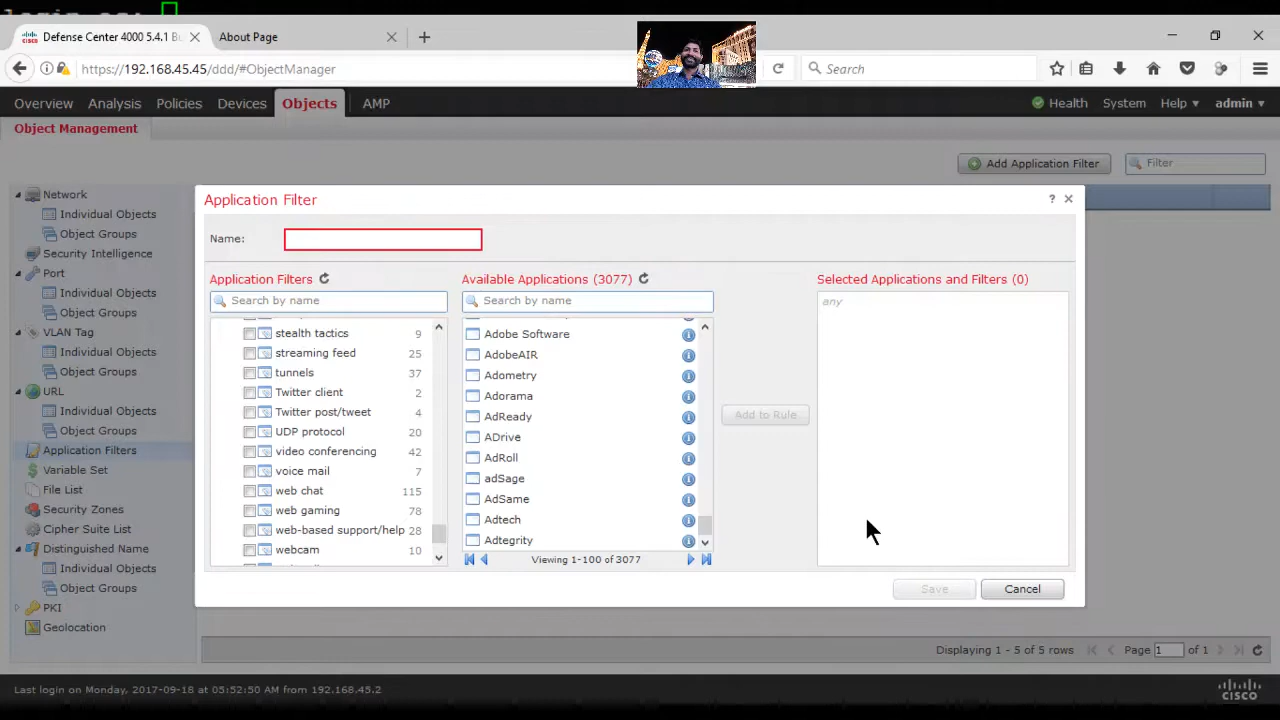 Defense Center 4000 5.4.1 Bu
About Page
https://192.168.45.45/ddd/#ObjectManager
Search
Overview Analysis Policies Devices Objects AMP
Health System Help admin
Object Management
Add Application Filter
Filter
Network
Individual Objects
Object Groups
Security Intelligence
Port
Individual Objects
Object Groups
VLAN Tag
Individual Objects
Object Groups
URL
Individual Objects
Object Groups
Application Filters
Variable Set
File List
Security Zones
Cipher Suite List
Distinguished Name
Individual Objects
Object Groups
PKI
Geolocation
Application Filter
?
Name:
Application Filters
Search by name
stealth tactics 9
streaming feed 25
tunnels 37
Twitter client 2
Twitter post/tweet 4
UDP protocol 20
video conferencing 42
voice mail 7
web chat 115
web gaming 78
web-based support/help 28
webcam 10
Available Applications (3077)
Search by name
Adobe Software
AdobeAIR
Adometry
Adorama
AdReady
ADrive
AdRoll
adSage
AdSame
Adtech
Adtegrity
Viewing 1-100 of 3077
Add to Rule
Selected Applications and Filters (0)
any
Save
Cancel
Displaying 1 - 5 of 5 rows
Page 1 of 1
Last login on Monday, 2017-09-18 at 05:52:50 AM from 192.168.45.2
CISCO